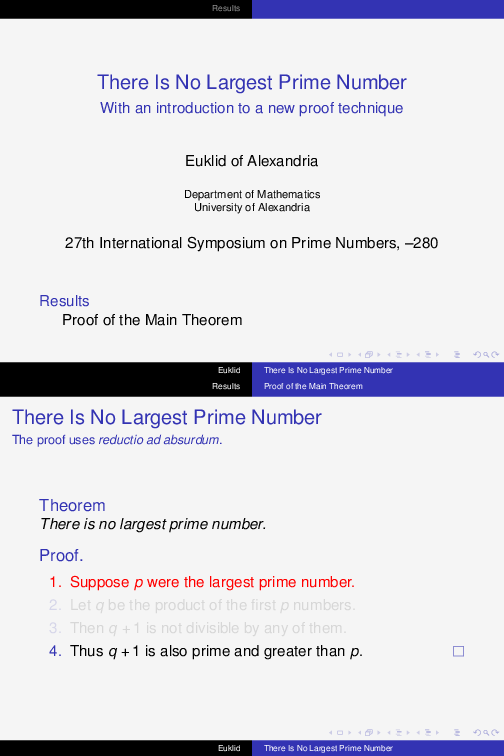 Results
There Is No Largest Prime Number
With an introduction to a new proof technique
Euklid of Alexandria
Department of Mathematics
University of Alexandria
27th International Symposium on Prime Numbers, –280
Results
Proof of the Main Theorem
Euklid There Is No Largest Prime Number
Results Proof of the Main Theorem
There Is No Largest Prime Number
The proof uses reductio ad absurdum.
Theorem
There is no largest prime number.
Proof.
1. Suppose p were the largest prime number.
2. Let q be the product of the first p numbers.
3. Then q + 1 is not divisible by any of them.
4. Thus q + 1 is also prime and greater than p.
Euklid There Is No Largest Prime Number